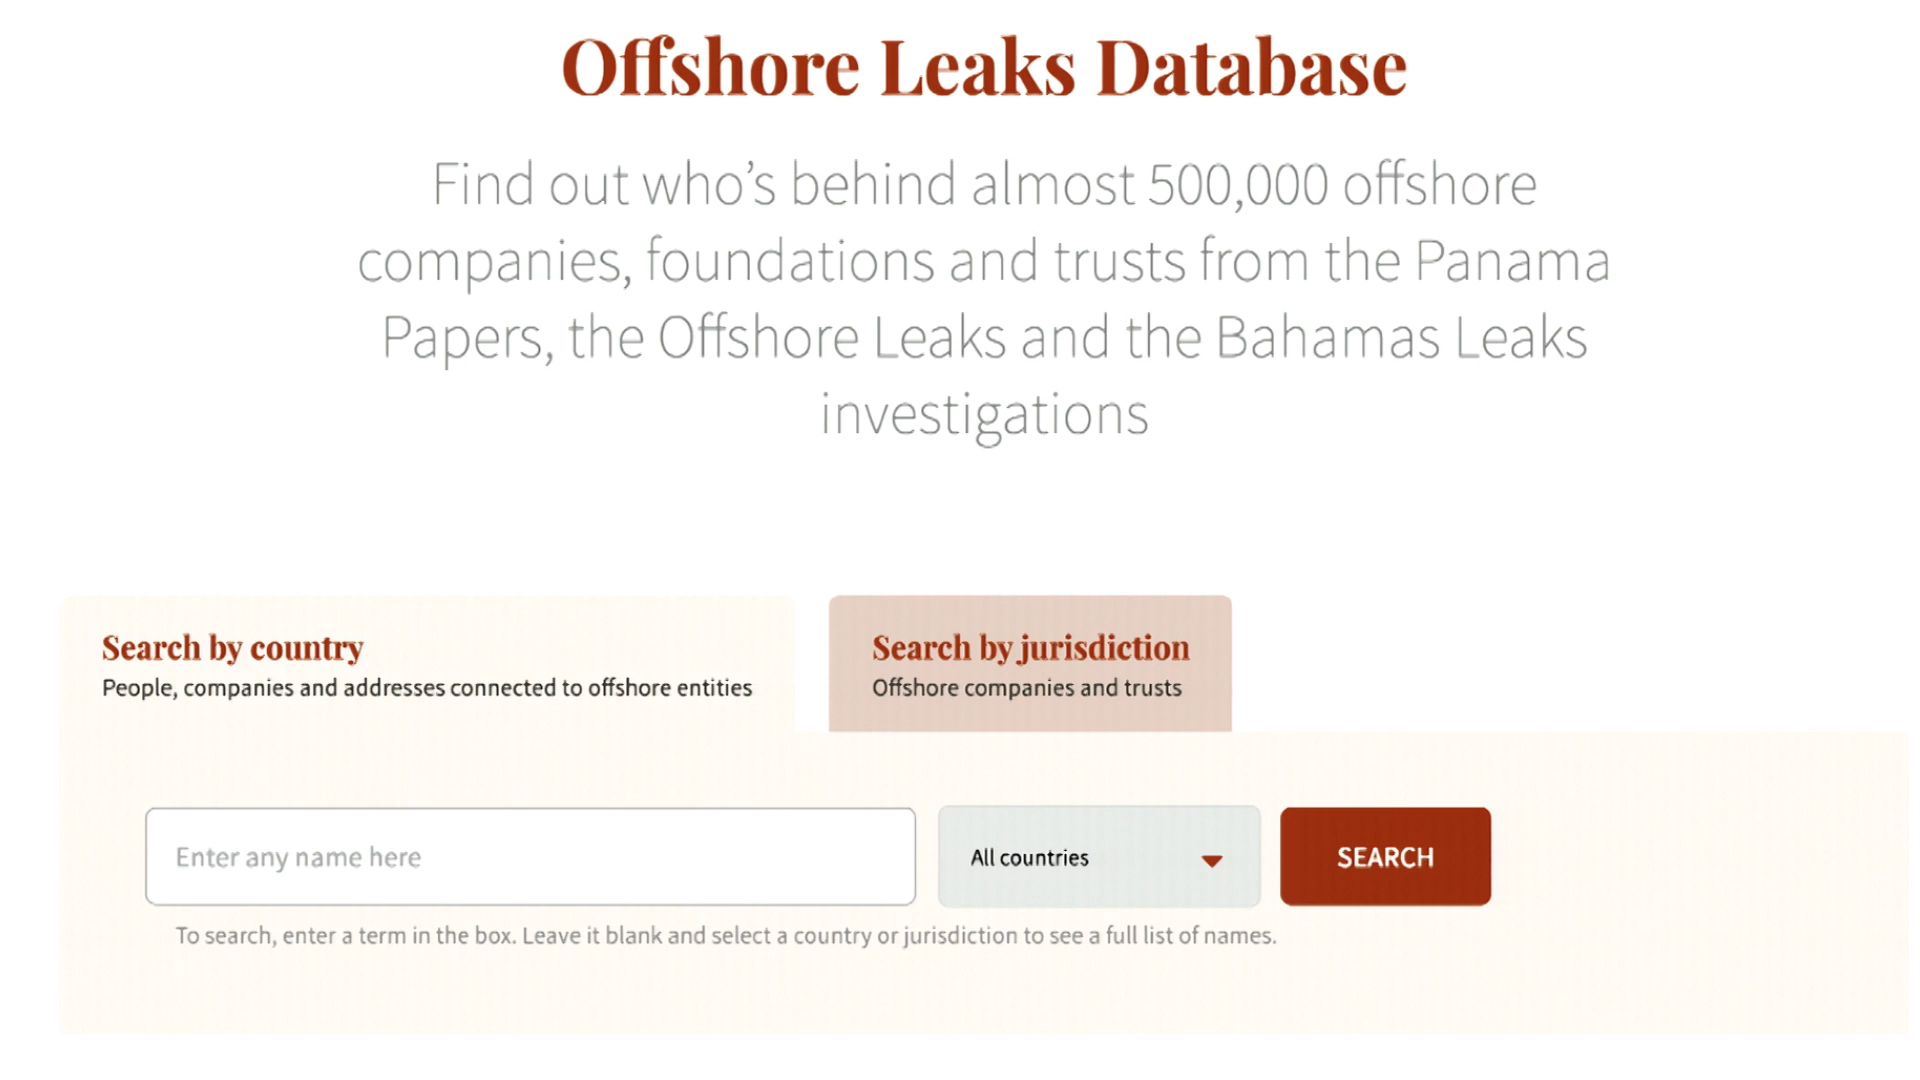 Offshore Leaks Database
Find out who’s behind almost 500,000 offshore
companies, foundations and trusts from the Panama
Papers, the Offshore Leaks and the Bahamas Leaks
investigations
Search by country
People, companies and addresses connected to offshore entities
Search by jurisdiction
Offshore companies and trusts
Enter any name here
All countries
SEARCH
To search, enter a term in the box. Leave it blank and select a country or jurisdiction to see a full list of names.